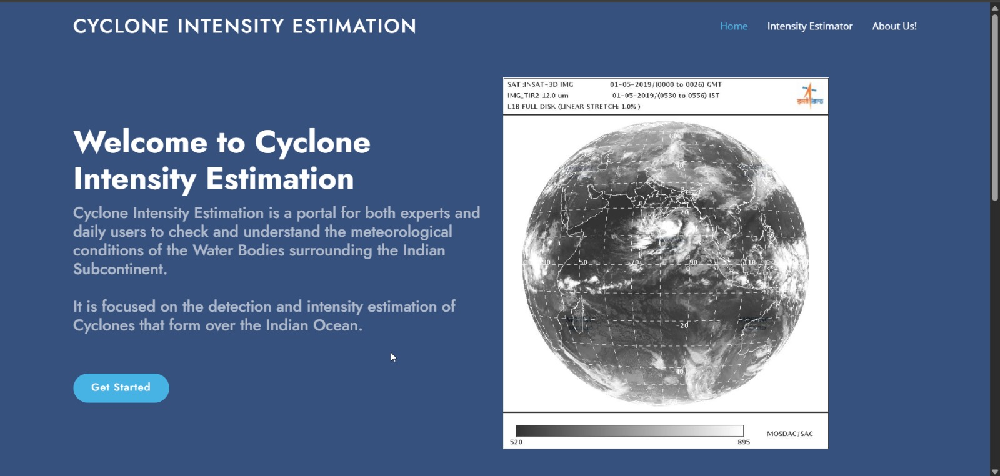 CYCLONE INTENSITY ESTIMATION
Home Intensity Estimator About Us!
Welcome to Cyclone
Intensity Estimation
Cyclone Intensity Estimation is a portal for both experts and
daily users to check and understand the meteorological
conditions of the Water Bodies surrounding the Indian
Subcontinent.
It is focused on the detection and intensity estimation of
Cyclones that form over the Indian Ocean.
Get Started
SAT :INSAT-3D IMG 01-05-2019/(0000 to 0026) GMT
IMG_TIR2 12.0 um 01-05-2019/(0530 to 0556) IST
L1B FULL DISK (LINEAR STRETCH: 1.0% )
इसरो isro
60
40
20
30 50 70 90 110
0
-20
-40
-60
520 895
MOSDAC/SAC